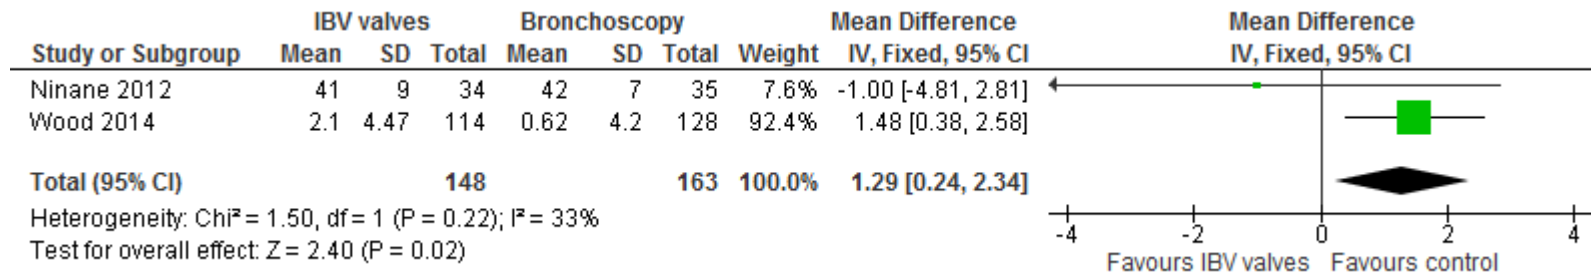 IBV valves Bronchoscopy Mean Difference Mean Difference
Study or Subgroup Mean SD Total Mean SD Total Weight IV, Fixed, 95% CI IV, Fixed, 95% CI
Ninane 2012 41 9 34 42 7 35 7.6% -1.00 [-4.81, 2.81]
Wood 2014 2.1 4.47 114 0.62 4.2 128 92.4% 1.48 [0.38, 2.58]
Total (95% CI) 148 163 100.0% 1.29 [0.24, 2.34]
Heterogeneity: Chi² = 1.50, df = 1 (P = 0.22); I² = 33%
Test for overall effect: Z = 2.40 (P = 0.02)
-4 -2 0 2 4
Favours IBV valves Favours control